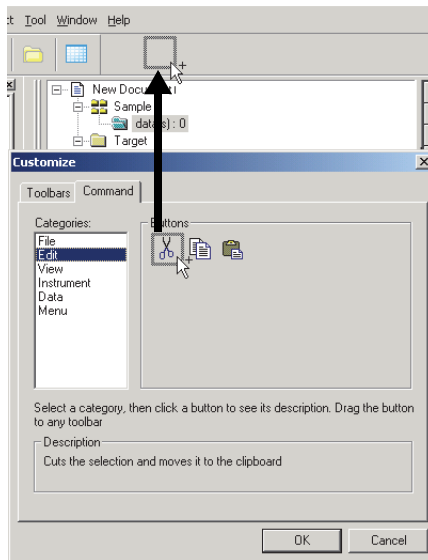 Tool Window Help
New Docu
Sample
data(s) : 0
Target
Customize
Toolbars Command
Categories:
Buttons
File
Edit
View
Instrument
Data
Menu
Select a category, then click a button to see its description. Drag the button
to any toolbar
Description
Cuts the selection and moves it to the clipboard
OK Cancel